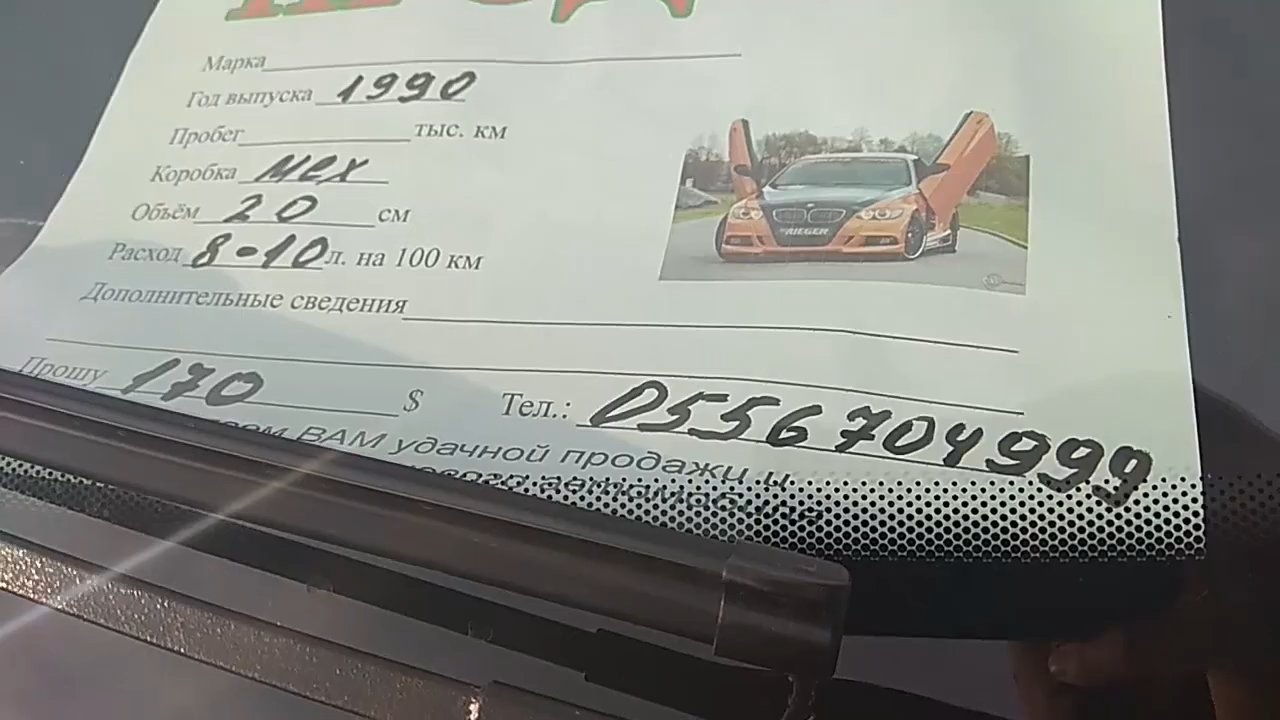 Марка
Год выпуска 1990
Пробег тыс. км
Коробка мех
Объём 20 см
Расход 8-10 л. на 100 км
Дополнительные сведения
Прошу 170 $ Тел.: 0556704999
ВАМ удачной продажи и
RIEGER